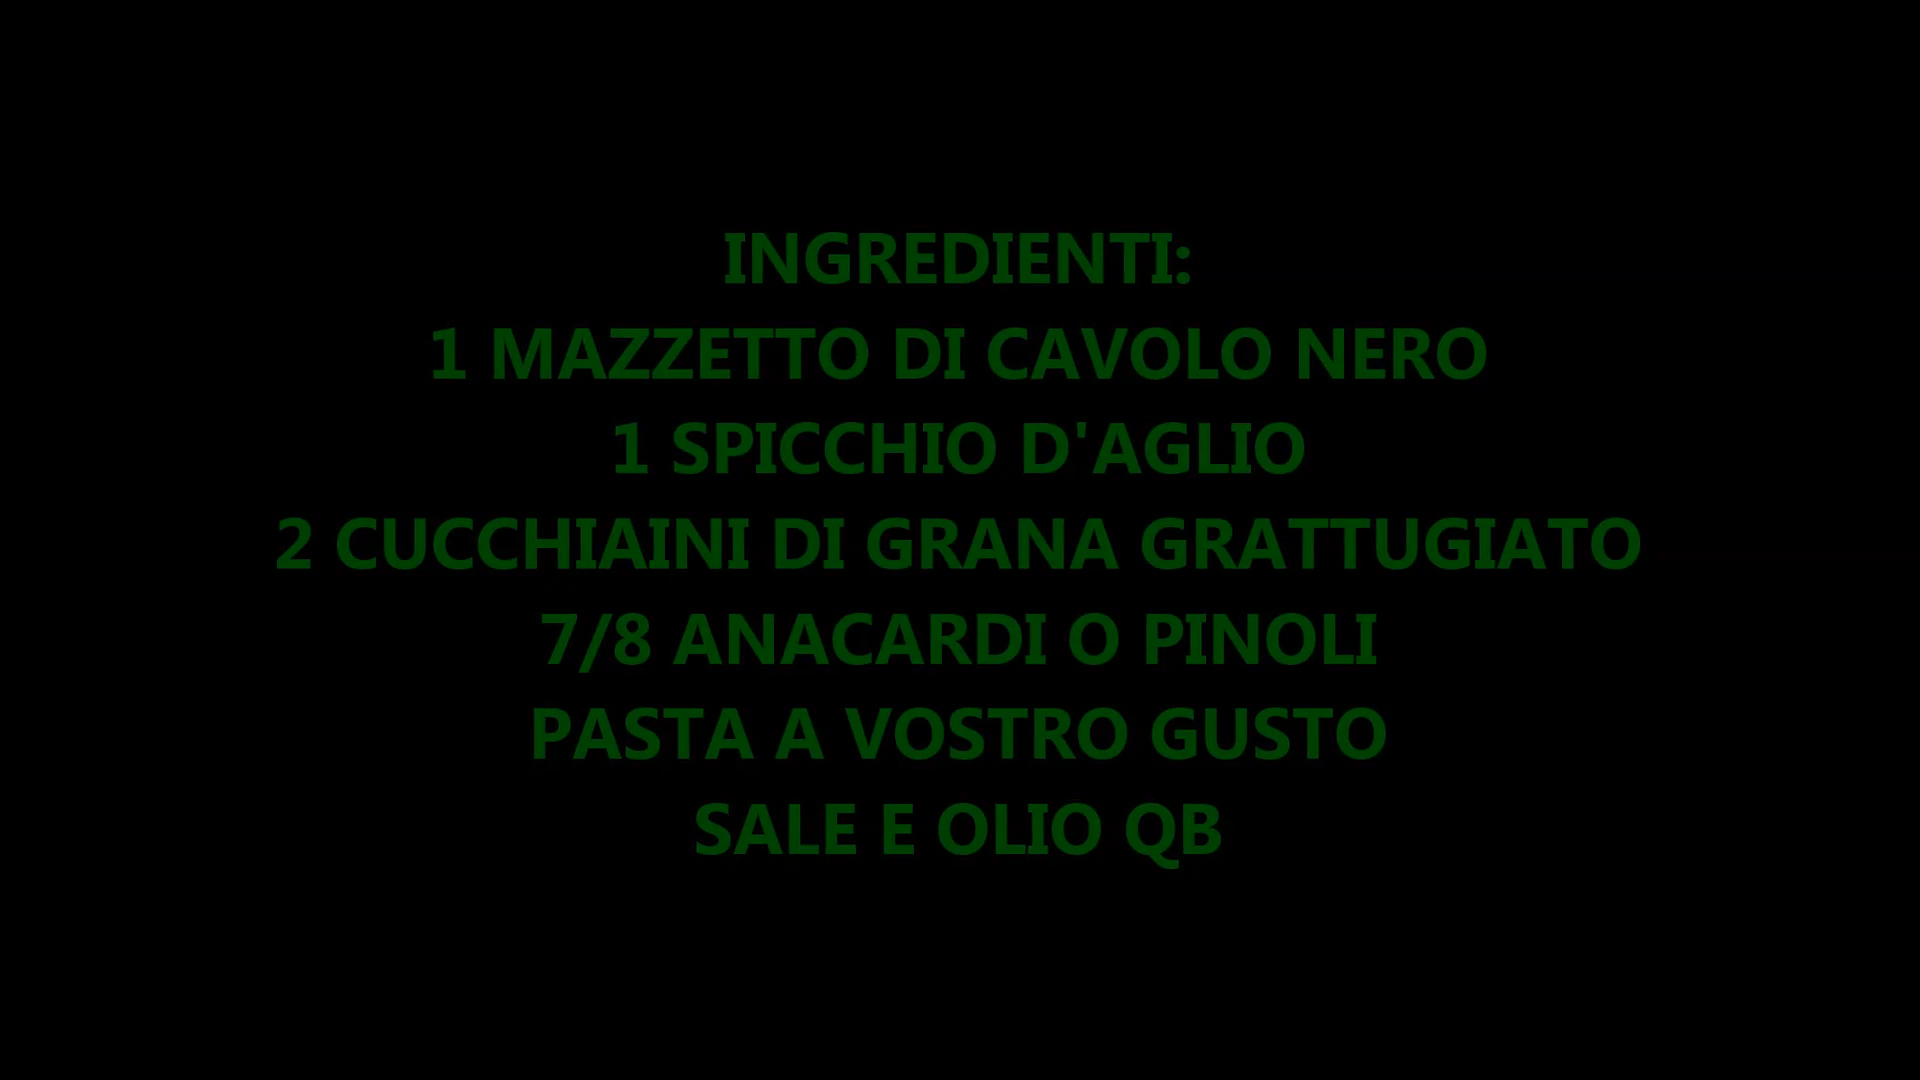 INGREDIENTI:
1 MAZZETTO DI CAVOLO NERO
1 SPICCHIO D'AGLIO
2 CUCCHIAINI DI GRANA GRATTUGIATO
7/8 ANACARDI O PINOLI
PASTA A VOSTRO GUSTO
SALE E OLIO QB